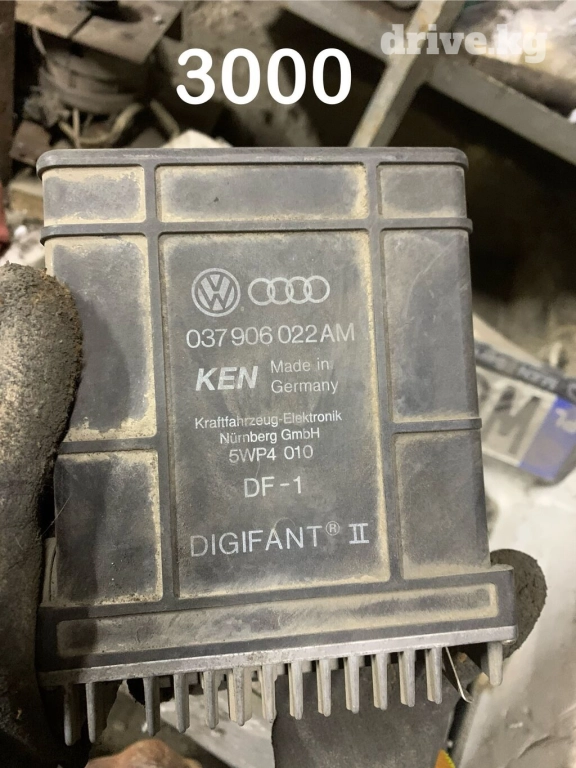 drive.kg
3000
VW
037 906 022 AM
KEN Made in Germany
Kraftfahrzeug-Elektronik
Nürnberg GmbH
5WP4 010
DF-1
DIGIFANT® II